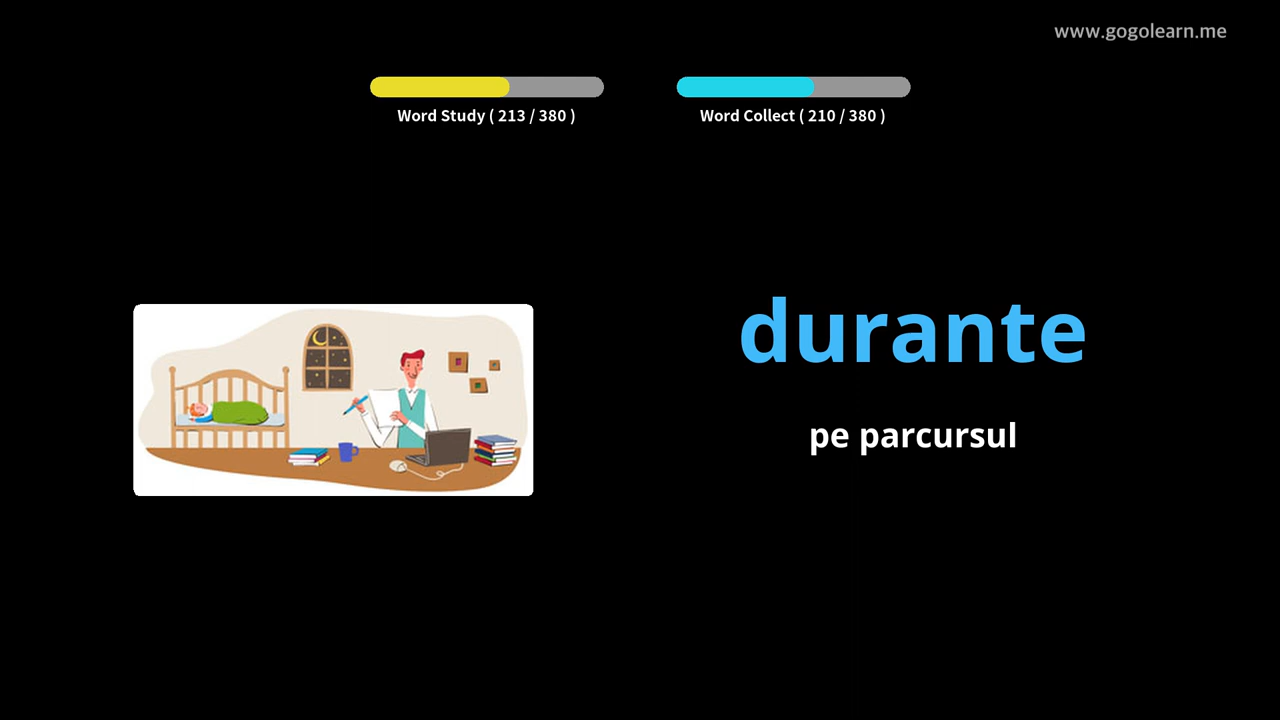 www.gogolearn.me
Word Study ( 213 / 380 )
Word Collect ( 210 / 380 )
durante
pe parcursul